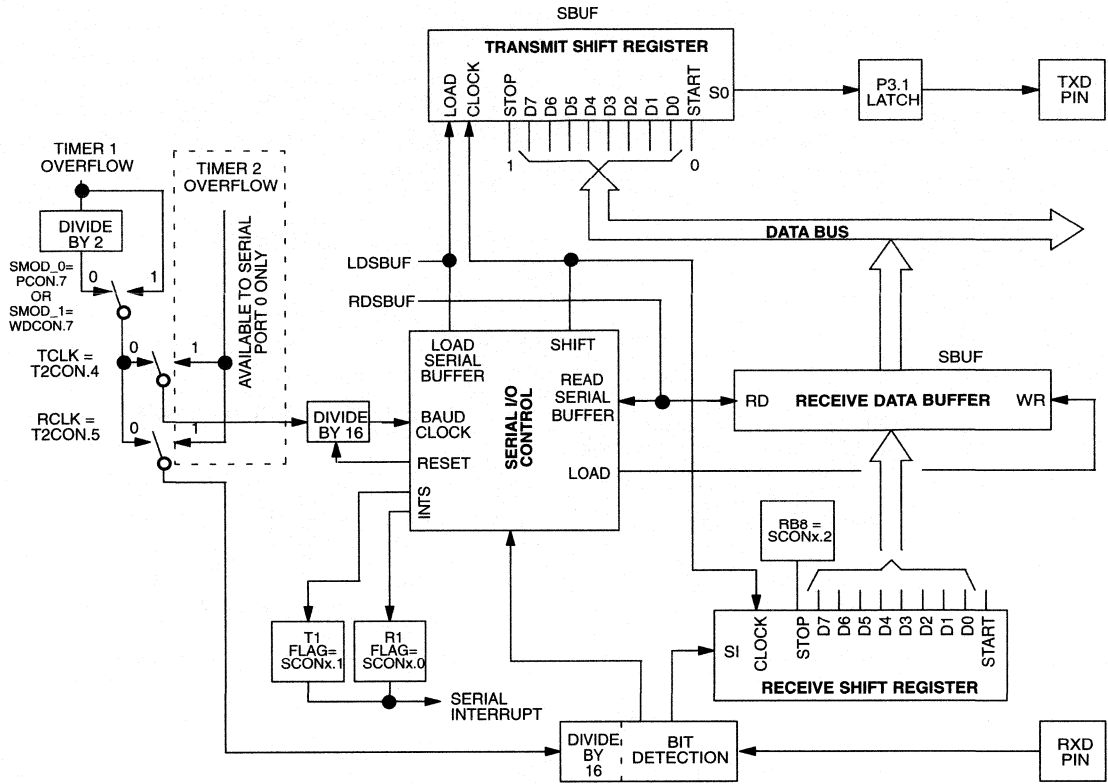 SBUF
TRANSMIT SHIFT REGISTER
LOAD
CLOCK
STOP
D7
D6
D5
D4
D3
D2
D1
D0
START
S0
P3.1
LATCH
TXD
PIN
1
0
TIMER 1
OVERFLOW
TIMER 2
OVERFLOW
DIVIDE
BY 2
AVAILABLE TO SERIAL
PORT 0 ONLY
DATA BUS
SMOD_0=
PCON.7
OR
SMOD_1=
WDCON.7
0
1
LDSBUF
RDSBUF
TCLK =
T2CON.4
0
1
RCLK =
T2CON.5
0
1
DIVIDE
BY 16
LOAD
SERIAL
BUFFER
SHIFT
READ
SERIAL
BUFFER
BAUD
CLOCK
SERIAL I/O
CONTROL
RESET
INTS
LOAD
SBUF
RD
RECEIVE DATA BUFFER
WR
RB8 =
SCONx.2
SI
CLOCK
STOP
D7
D6
D5
D4
D3
D2
D1
D0
START
RECEIVE SHIFT REGISTER
T1
FLAG=
SCONx.1
R1
FLAG=
SCONx.0
SERIAL
INTERRUPT
DIVIDE
BY
16
BIT
DETECTION
RXD
PIN